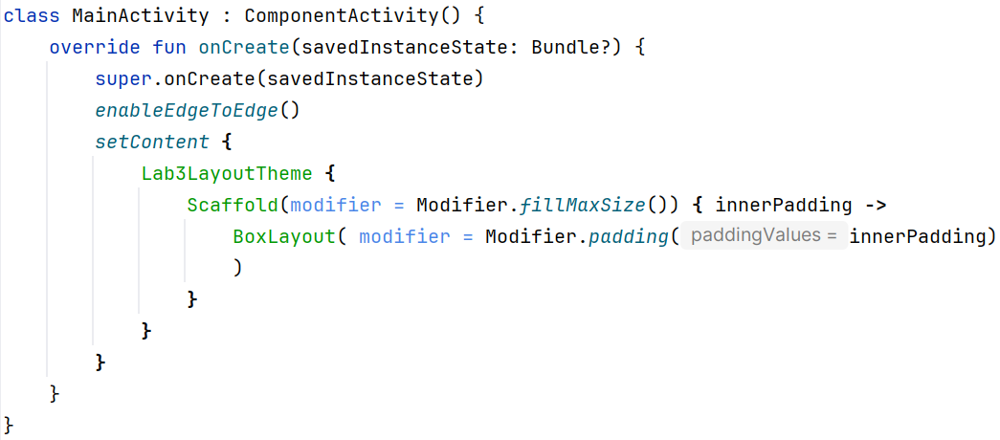 class MainActivity : ComponentActivity() {
    override fun onCreate(savedInstanceState: Bundle?) {
        super.onCreate(savedInstanceState)
        enableEdgeToEdge()
        setContent {
            Lab3LayoutTheme {
                Scaffold(modifier = Modifier.fillMaxSize()) { innerPadding ->
                    BoxLayout( modifier = Modifier.padding( paddingValues = innerPadding)
                    )
                }
            }
        }
    }
}